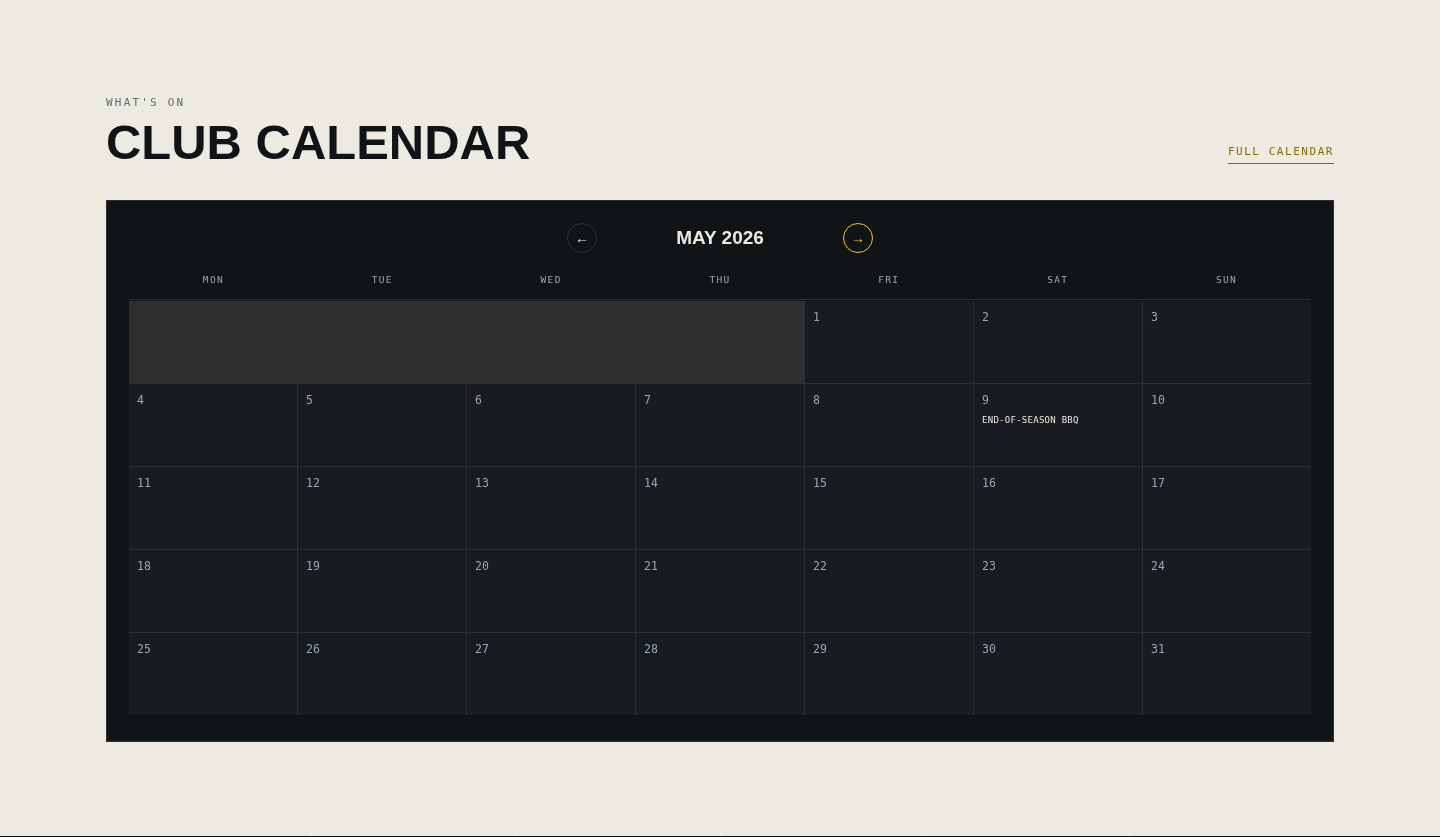 WHAT'S ON
CLUB CALENDAR
FULL CALENDAR
← MAY 2026 →
MON TUE WED THU FRI SAT SUN
1 2 3
4 5 6 7 8 9 10
END-OF-SEASON BBQ
11 12 13 14 15 16 17
18 19 20 21 22 23 24
25 26 27 28 29 30 31